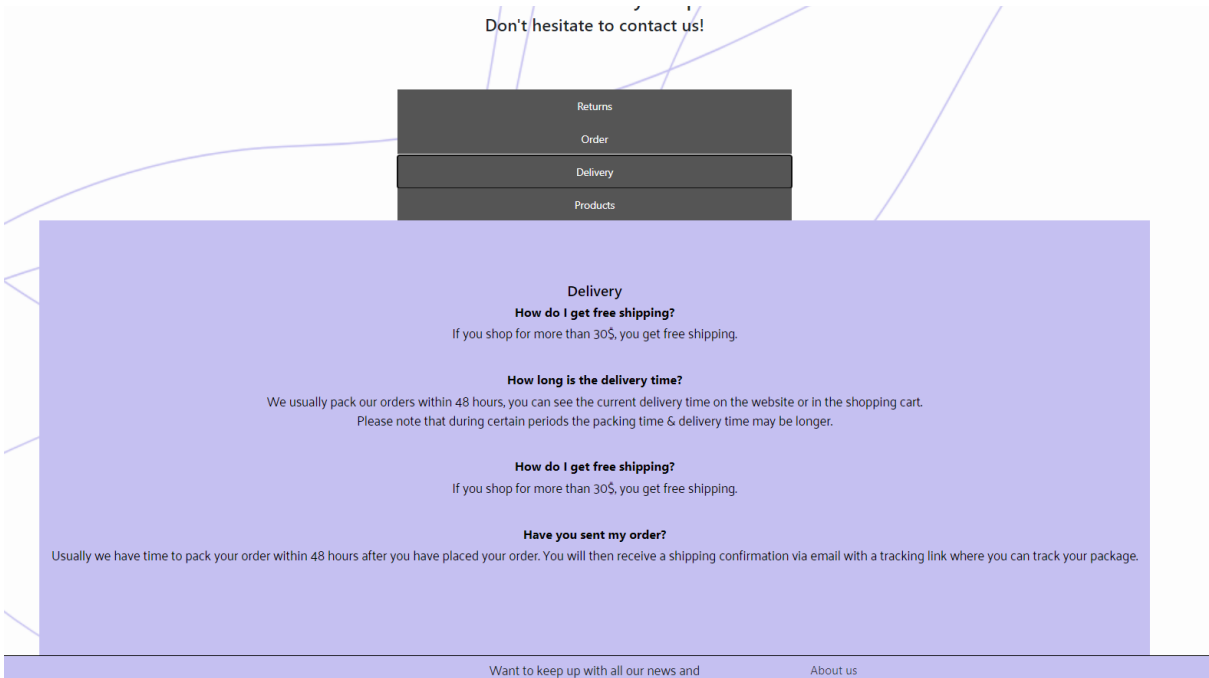 Don't hesitate to contact us!
Returns
Order
Delivery
Products
Delivery
How do I get free shipping?
If you shop for more than 30$, you get free shipping.
How long is the delivery time?
We usually pack our orders within 48 hours, you can see the current delivery time on the website or in the shopping cart.
Please note that during certain periods the packing time & delivery time may be longer.
How do I get free shipping?
If you shop for more than 30$, you get free shipping.
Have you sent my order?
Usually we have time to pack your order within 48 hours after you have placed your order. You will then receive a shipping confirmation via email with a tracking link where you can track your package.
Want to keep up with all our news and
About us